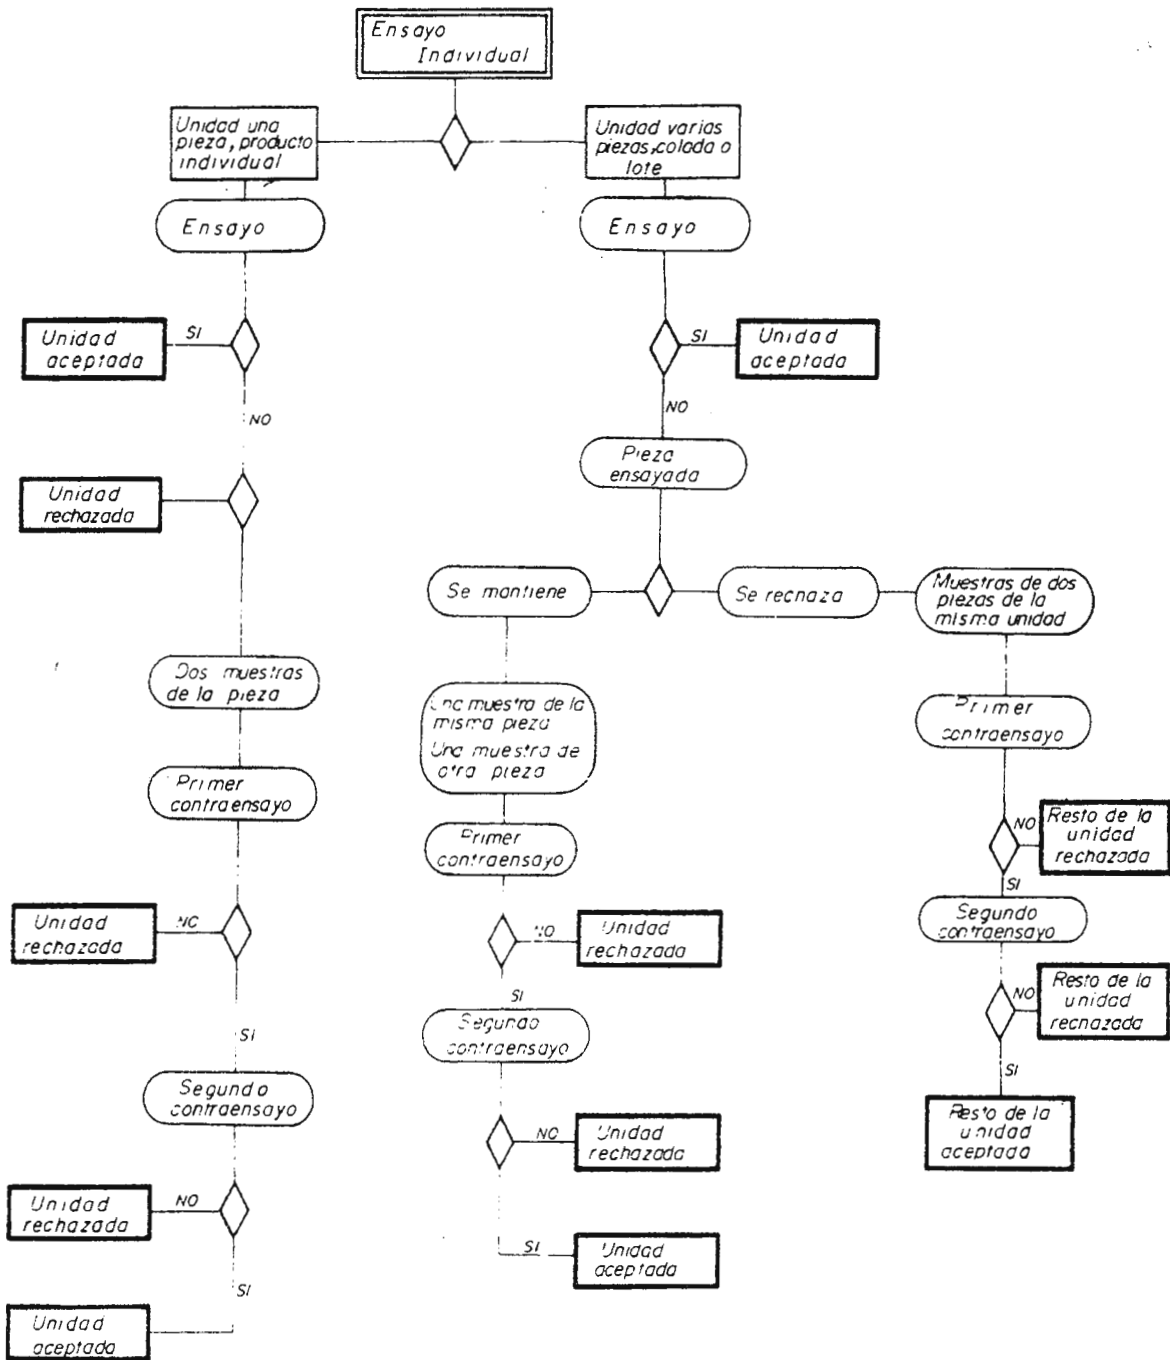 Ensayo
Individual
Unidad una
pieza, producto
individual
Unidad varias
piezas, colada o
lote
Ensayo
Ensayo
Unidad
aceptada
SI
SI
Unidad
aceptada
NO
NO
Pieza
ensayada
Unidad
rechazada
Se mantiene
Se rechaza
Muestras de dos
piezas de la
misma unidad
Dos muestras
de la pieza
Una muestra de la
misma pieza
Una muestra de
otra pieza
Primer
contraensayo
Primer
contraensayo
Primer
contraensayo
NO
Resto de la
unidad
rechazada
SI
Unidad
rechazada
NO
NO
Unidad
rechazada
Segundo
contraensayo
SI
SI
NO
Resto de la
unidad
rechazada
Segundo
contraensayo
Segundo
contraensayo
SI
Resto de la
unidad
aceptada
NO
Unidad
rechazada
Unidad
rechazada
NO
SI
Unidad
aceptada
SI
Unidad
aceptada